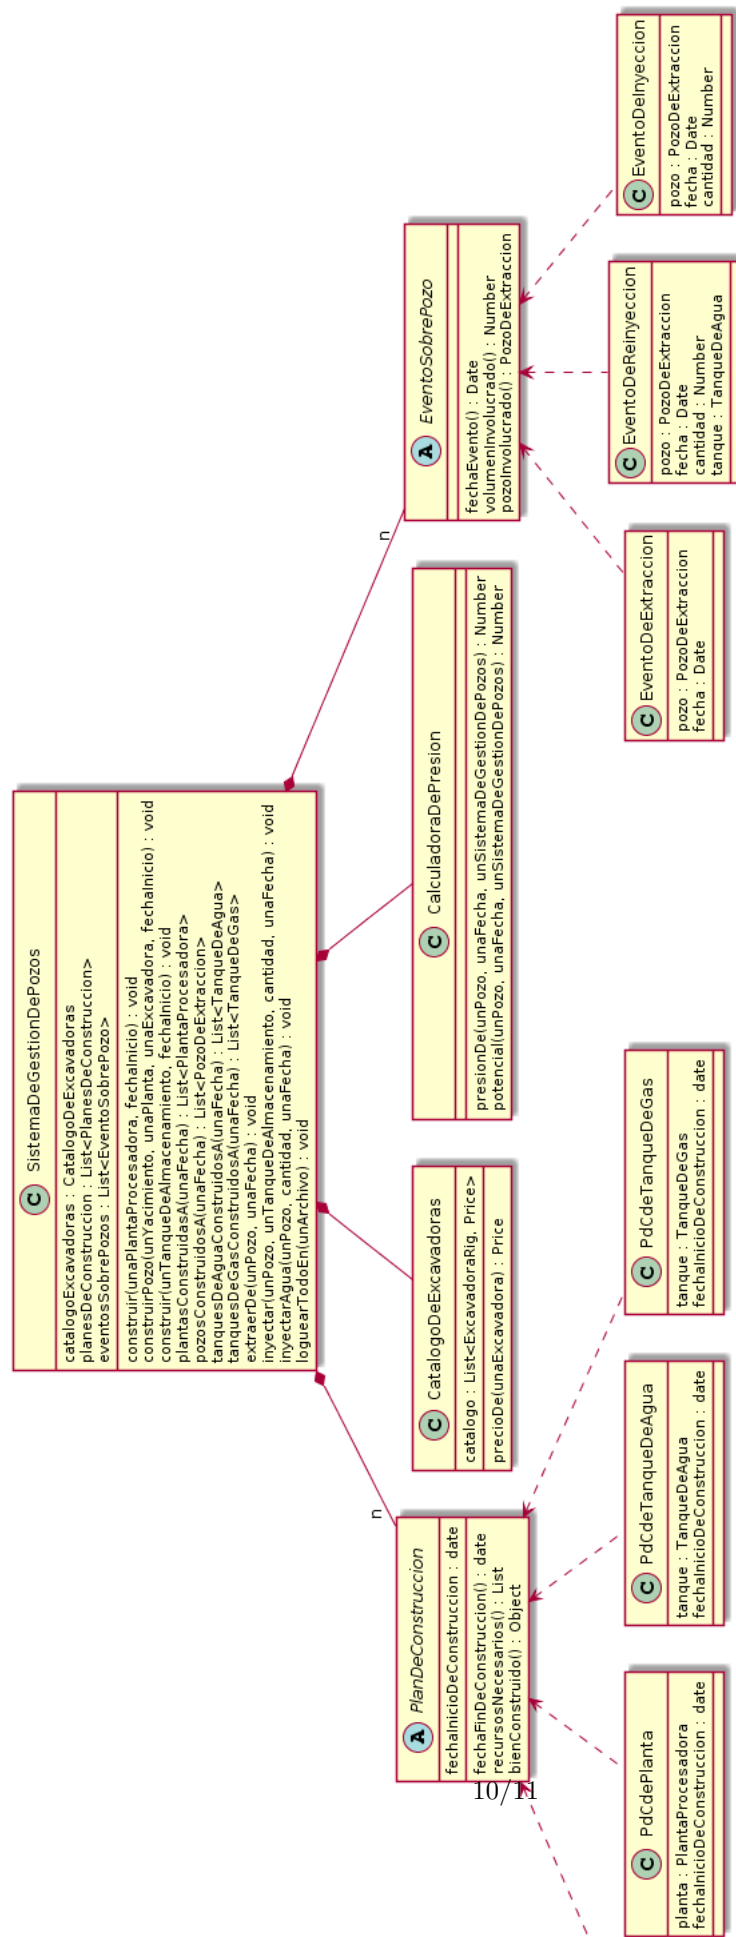 C SistemaDeGestionDePozos
catalogoExcavadoras : CatalogoDeExcavadoras
planesDeConstruccion : List<PlanesDeConstruccion>
eventosSobrePozos : List<EventoSobrePozo>
construir(unaPlantaProcesadora, fechaInicio) : void
construirPozo(unYacimiento, unaPlanta, unaExcavadora, fechaInicio) : void
construir(unTanqueDeAlmacenamiento, fechaInicio) : void
plantasConstruidasA(unaFecha) : List<PlantaProcesadora>
pozosConstruidosA(unaFecha) : List<PozoDeExtraccion>
tanquesDeAguaConstruidosA(unaFecha) : List<TanqueDeAgua>
tanquesDeGasConstruidosA(unaFecha) : List<TanqueDeGas>
extraerDe(unPozo, unaFecha) : void
inyectar(unPozo, unTanqueDeAlmacenamiento, cantidad, unaFecha) : void
inyectarAgua(unPozo, cantidad, unaFecha) : void
loguearTodoEn(unArchivo) : void
n
n
A PlanDeConstruccion
fechaInicioDeConstruccion : date
fechaFinDeConstruccion() : date
recursosNecesarios() : List
bienConstruido() : Object
C CatalogoDeExcavadoras
catalogo : List<ExcavadoraRig, Price>
precioDe(unaExcavadora) : Price
C CalculadoraDePresion
presionDe(unPozo, unaFecha, unSistemaDeGestionDePozos) : Number
potencial(unPozo, unaFecha, unSistemaDeGestionDePozos) : Number
A EventoSobrePozo
fechaEvento() : Date
volumenInvolucrado() : Number
pozoInvolucrado() : PozoDeExtraccion
C PdCdePlanta
planta : PlantaProcesadora
fechaInicioDeConstruccion : date
C PdCdeTanqueDeAgua
tanque : TanqueDeAgua
fechaInicioDeConstruccion : date
C PdCdeTanqueDeGas
tanque : TanqueDeGas
fechaInicioDeConstruccion : date
C EventoDeExtraccion
pozo : PozoDeExtraccion
fecha : Date
C EventoDeReinyeccion
pozo : PozoDeExtraccion
fecha : Date
cantidad : Number
tanque : TanqueDeAgua
C EventoDeInyeccion
pozo : PozoDeExtraccion
fecha : Date
cantidad : Number
10/11